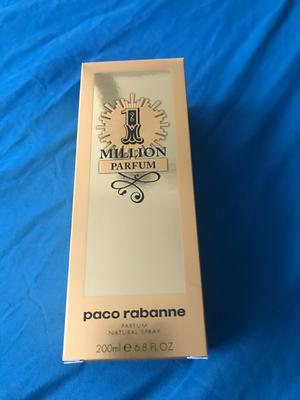 1
MILLION
PARFUM
paco rabanne
PARFUM
NATURAL SPRAY
200ml e 6.8 FL.OZ